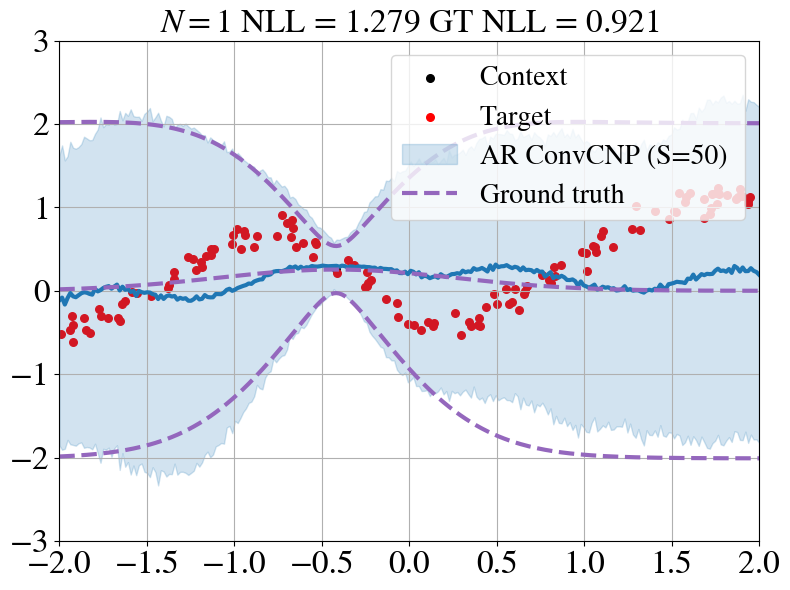 N = 1 NLL = 1.279 GT NLL = 0.921
3
2
1
0
−1
−2
−3
Context
Target
AR ConvCNP (S=50)
Ground truth
−2.0 −1.5 −1.0 −0.5 0.0 0.5 1.0 1.5 2.0